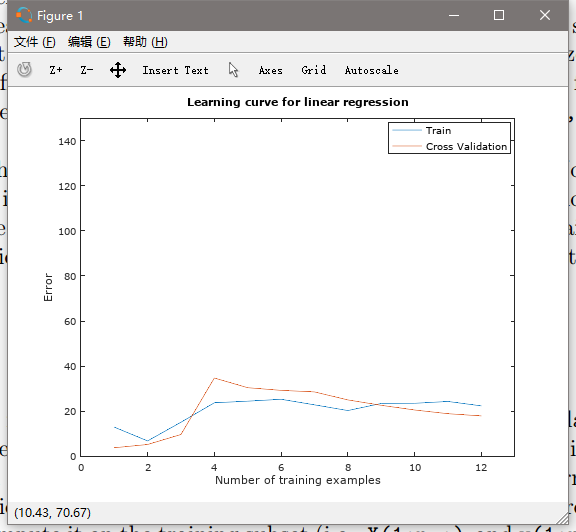 Figure 1
文件 (F) 编辑 (E) 帮助 (H)
Z+ Z- Insert Text Axes Grid Autoscale
Learning curve for linear regression
Train
Cross Validation
140
120
100
80
60
40
20
0
Error
0 2 4 6 8 10 12
Number of training examples
(10.43, 70.67)